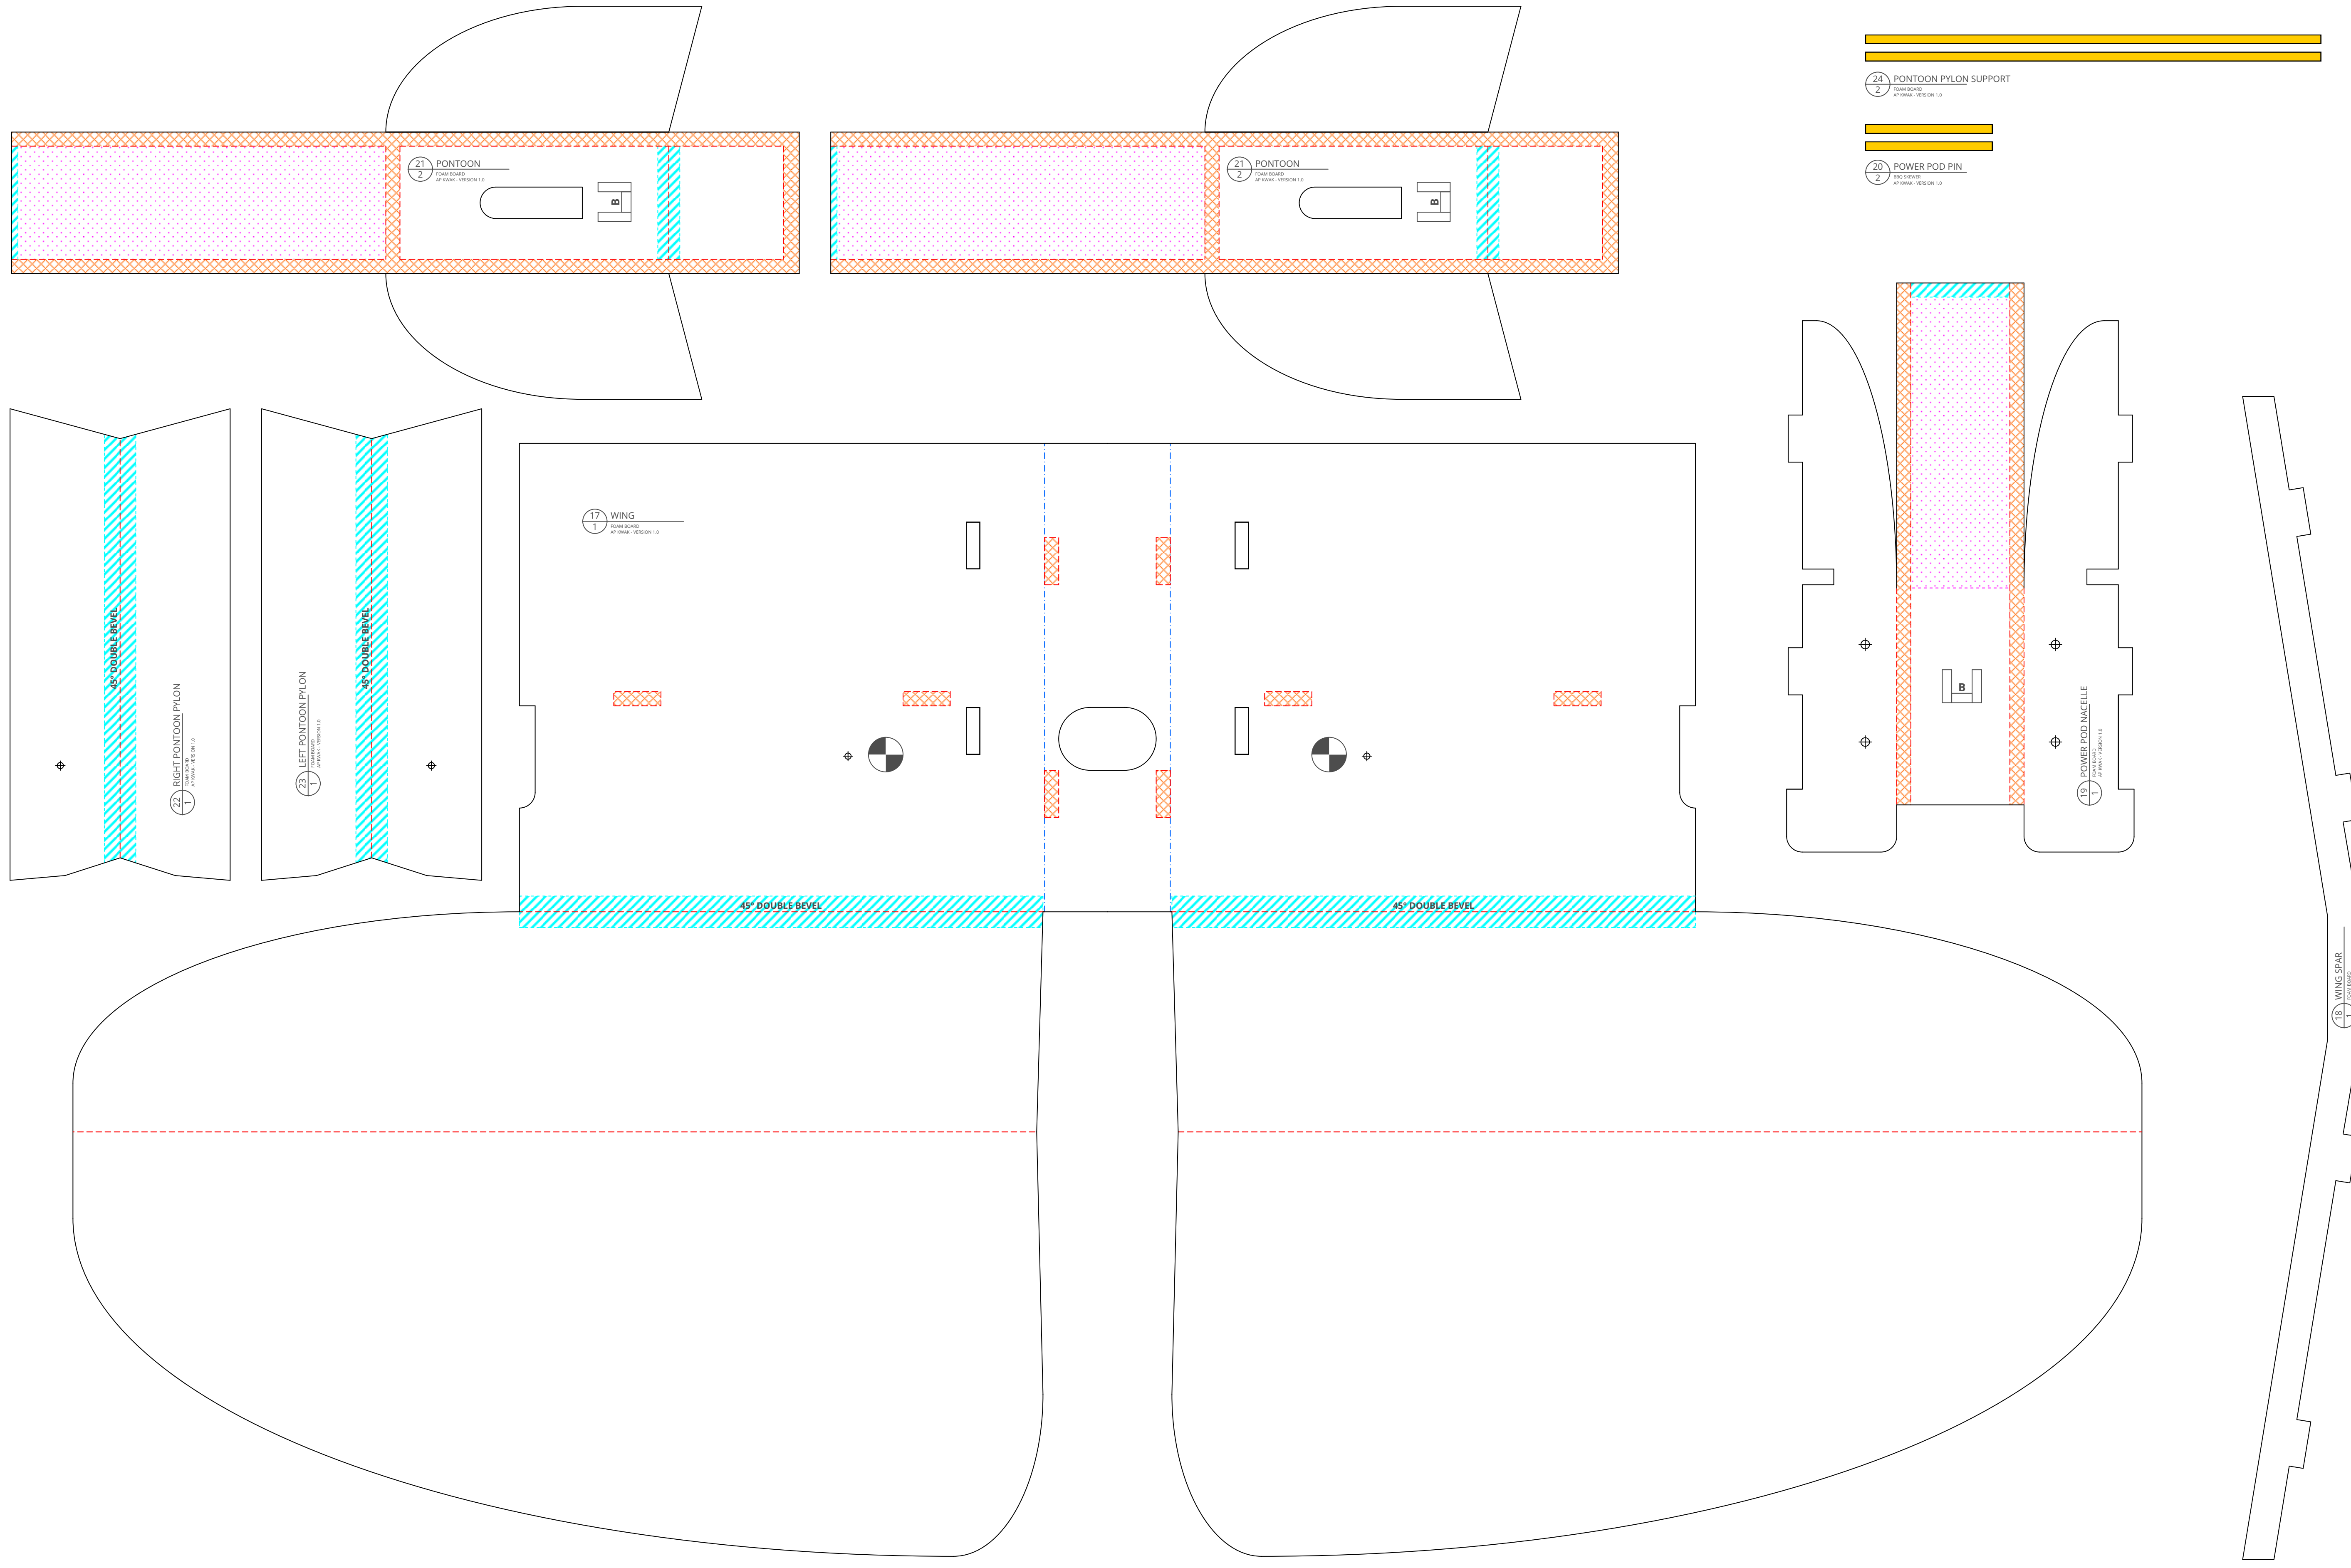 24
2
PONTOON PYLON SUPPORT
FOAM BOARD
AP KWAK - VERSION 1.0
20
2
POWER POD PIN
BBQ SKEWER
AP KWAK - VERSION 1.0
21
2
PONTOON
FOAM BOARD
AP KWAK - VERSION 1.0
B
21
2
PONTOON
FOAM BOARD
AP KWAK - VERSION 1.0
B
45° DOUBLE BEVEL
22
1
RIGHT PONTOON PYLON
FOAM BOARD
AP KWAK - VERSION 1.0
45° DOUBLE BEVEL
23
1
LEFT PONTOON PYLON
FOAM BOARD
AP KWAK - VERSION 1.0
17
1
WING
FOAM BOARD
AP KWAK - VERSION 1.0
45° DOUBLE BEVEL
45° DOUBLE BEVEL
B
19
1
POWER POD NACELLE
FOAM BOARD
AP KWAK - VERSION 1.0
18
1
WING SPAR
FOAM BOARD